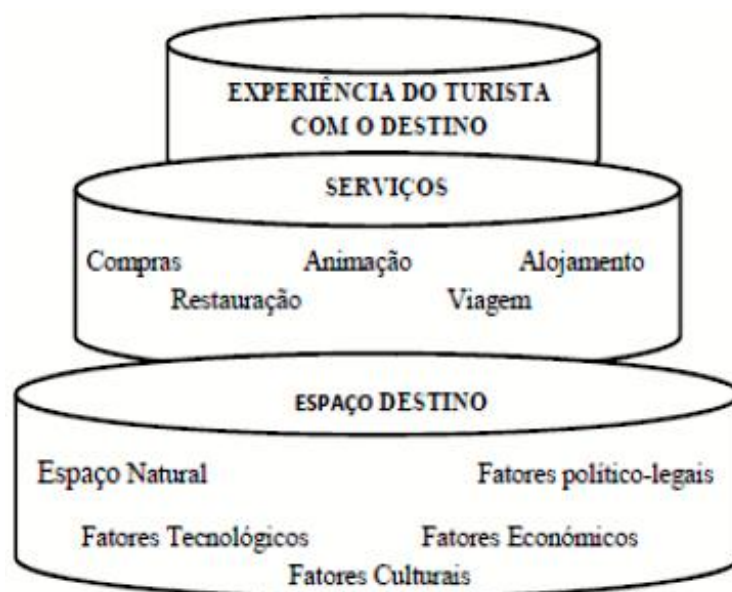 EXPERIÊNCIA DO TURISTA
COM O DESTINO
SERVIÇOS
Compras Animação Alojamento
Restauração Viagem
ESPAÇO DESTINO
Espaço Natural Fatores político-legais
Fatores Tecnológicos Fatores Económicos
Fatores Culturais